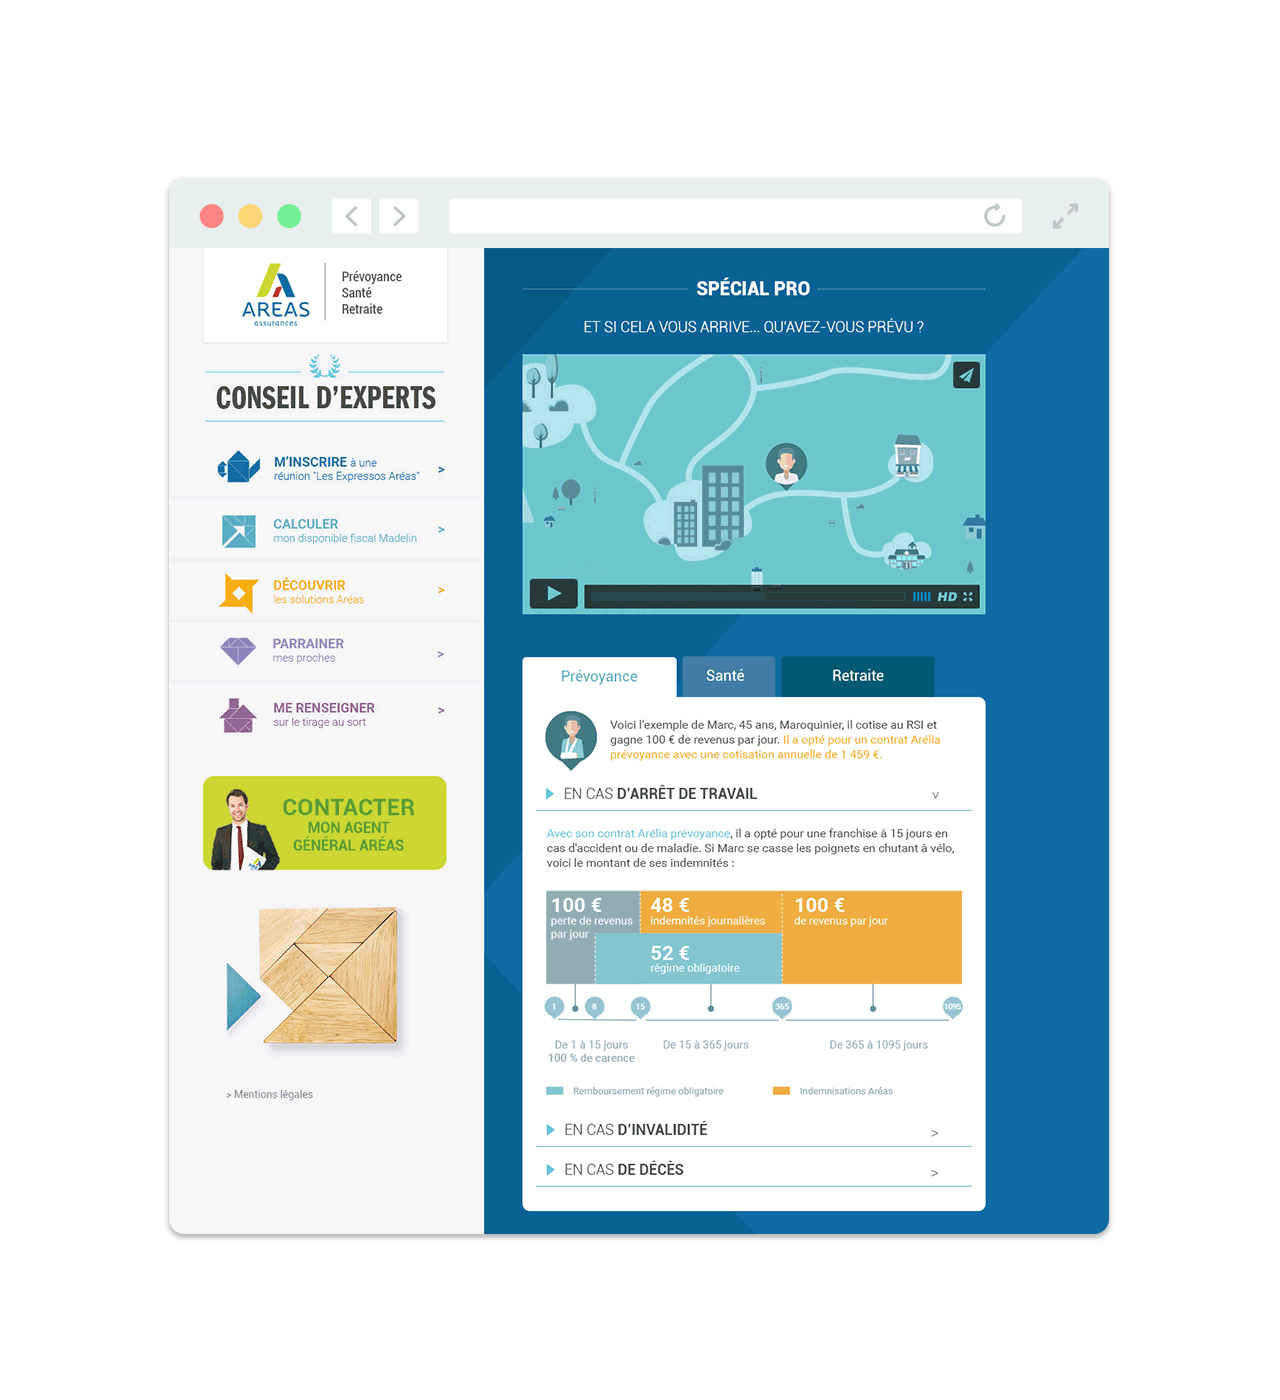 AREAS
assurances
Prévoyance
Santé
Retraite
CONSEIL D'EXPERTS
M'INSCRIRE à une
réunion "Les Expressos Aréas"
>
CALCULER
mon disponible fiscal Madelin
>
DÉCOUVRIR
les solutions Aréas
>
PARRAINER
mes proches
>
ME RENSEIGNER
sur le tirage au sort
>
CONTACTER
MON AGENT
GÉNÉRAL ARÉAS
> Mentions légales
SPÉCIAL PRO
ET SI CELA VOUS ARRIVE... QU'AVEZ-VOUS PRÉVU ?
HD
Prévoyance
Santé
Retraite
Voici l'exemple de Marc, 45 ans, Maroquinier, il cotise au RSI et
gagne 100 € de revenus par jour. Il a opté pour un contrat Arélia
prévoyance avec une cotisation annuelle de 1 459 €.
EN CAS D'ARRÊT DE TRAVAIL
>
Avec son contrat Arélia prévoyance, il a opté pour une franchise à 15 jours en
cas d'accident ou de maladie. Si Marc se casse les poignets en chutant à vélo,
voici le montant de ses indemnités :
100 €
perte de revenus
par jour
48 €
indemnités journalières
52 €
régime obligatoire
100 €
de revenus par jour
1
8
15
365
1095
De 1 à 15 jours
100 % de carence
De 15 à 365 jours
De 365 à 1095 jours
Remboursement régime obligatoire
Indemnisations Aréas
EN CAS D'INVALIDITÉ
>
EN CAS DE DÉCÈS
>